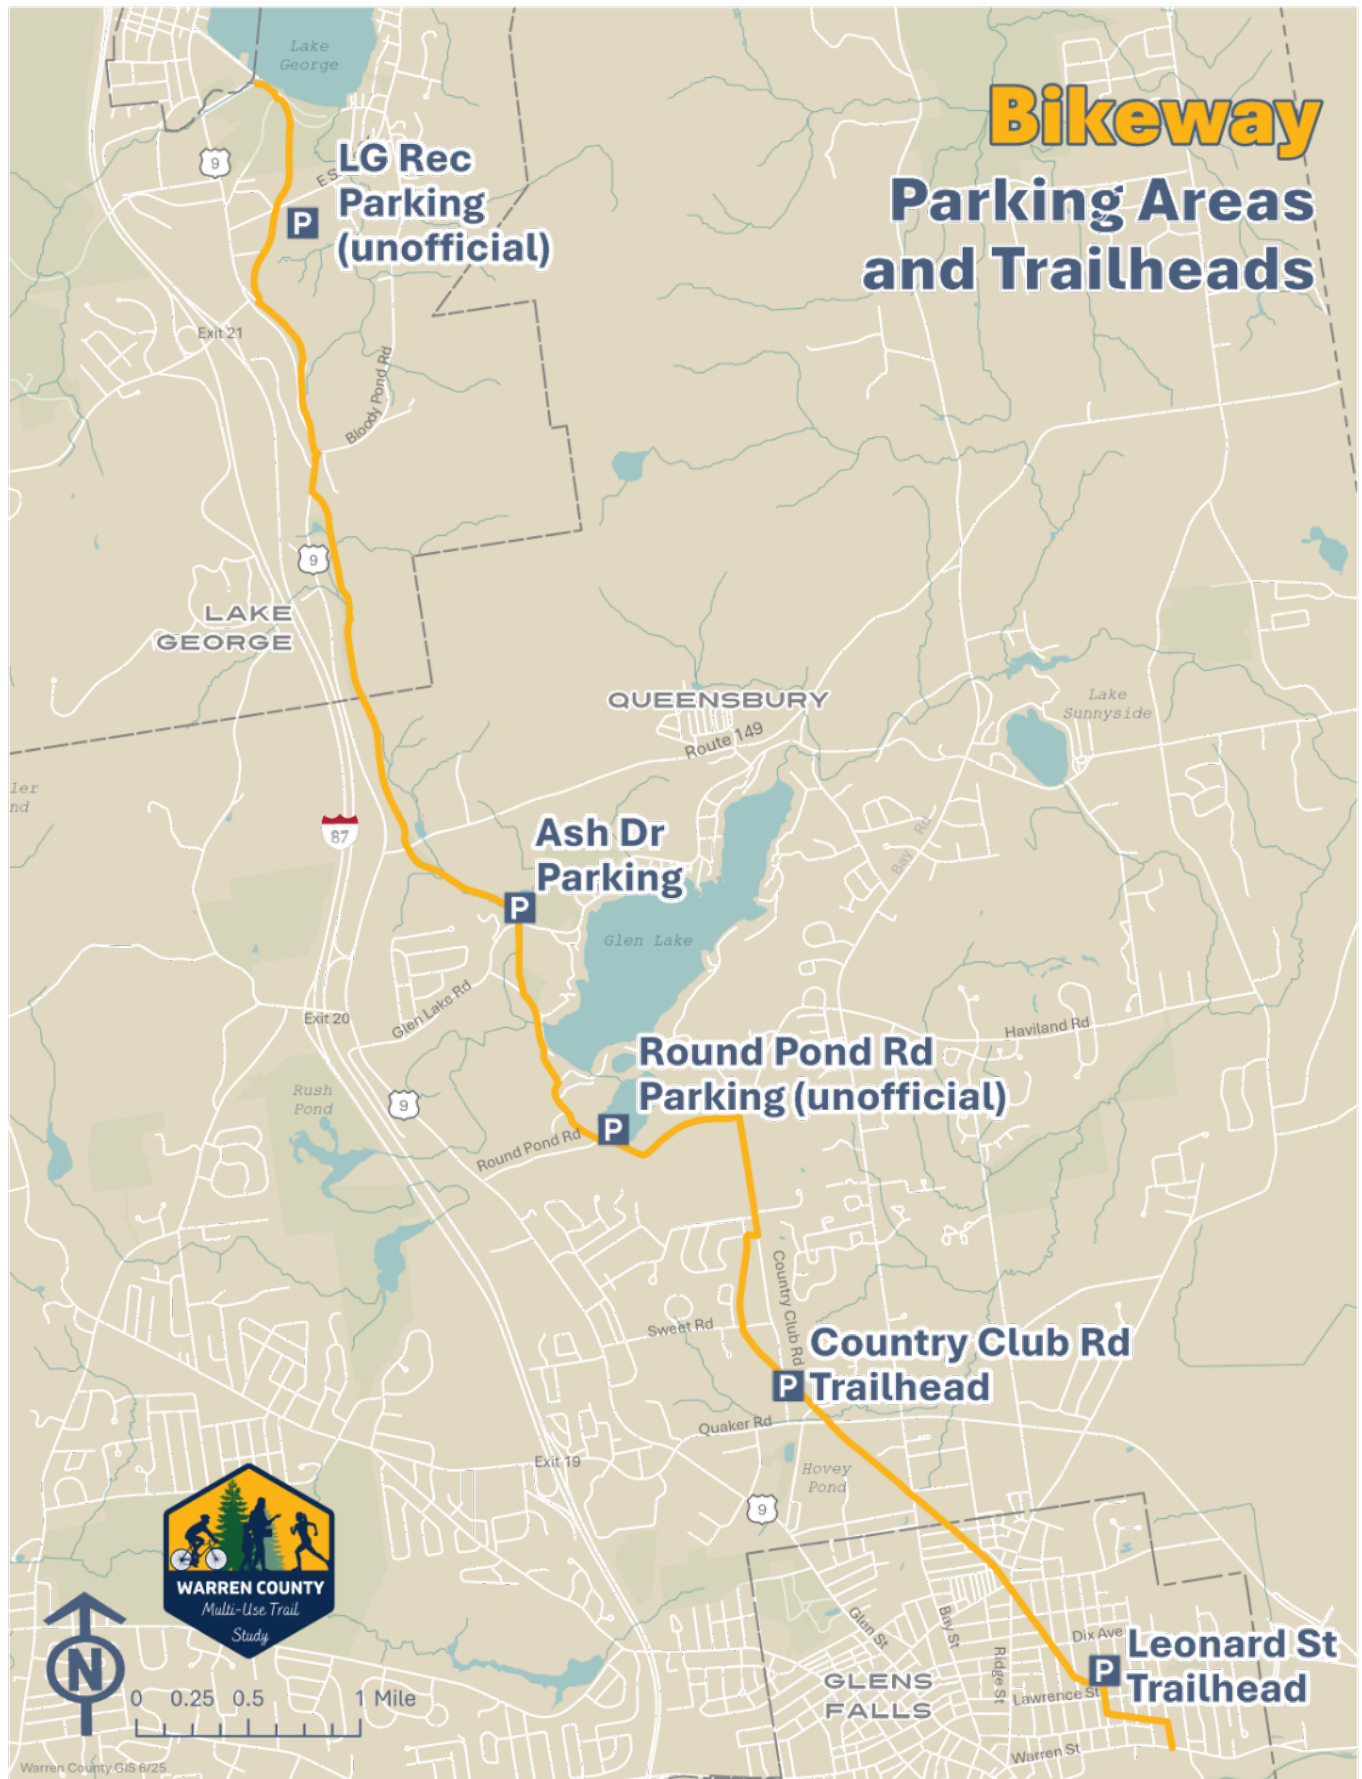 Lake
George
Bikeway
Parking Areas
and Trailheads
9
E S
LG Rec
Parking
(unofficial)
P
Exit 21
Bloody Pond Rd
9
LAKE
GEORGE
QUEENSBURY
Route 149
Lake
Sunnyside
ler
nd
87
Bay Rd
Ash Dr
Parking
P
Glen Lake
Glen Lake Rd
Exit 20
Haviland Rd
Round Pond Rd
Parking (unofficial)
Rush
Pond
9
P
Round Pond Rd
Country Club Rd
Sweet Rd
Country Club Rd
Trailhead
P
Quaker Rd
Exit 19
Hovey
Pond
9
WARREN COUNTY
Multi-Use Trail
Study
Glen St
Bay St
Ridge St
Dix Ave
Leonard St
Trailhead
P
Lawrence St
GLENS
FALLS
Warren St
N
0 0.25 0.5 1 Mile
Warren County GIS 6/25